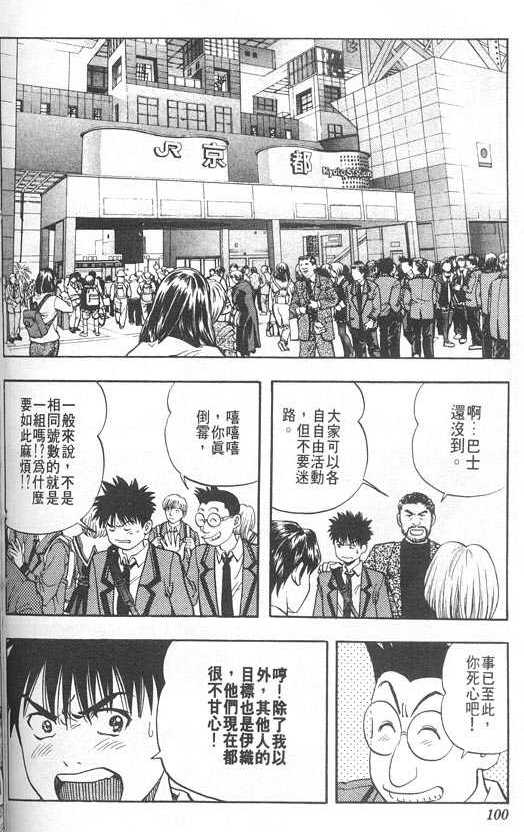 JR京都
Kyoto Station
啊…巴士
還沒到。
大家可以各
自自由活動
，但不要迷
路。
嘻嘻嘻
，你眞
倒霉，
一般來說，不是
相同號數的就是
一組嗎!?爲什麼
要如此麻煩!?
事已至此，
你死心吧！
哼！除了我以
外，其他人的
目標也是伊織
，他們現在都
很不甘心！
100